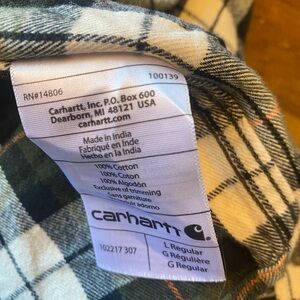 RN#14806
100139
Carhartt, Inc. P.O. Box 600
Dearborn, MI 48121 USA
carhartt.com
Made in India
Fabriqué en Inde
Hecho en la India
100% Cotton
100% Coton
100% Algodón
Exclusive of trimming
Sans garniture
adorno
carhartt
102217 307
L Regular
G Régulière
G Regular